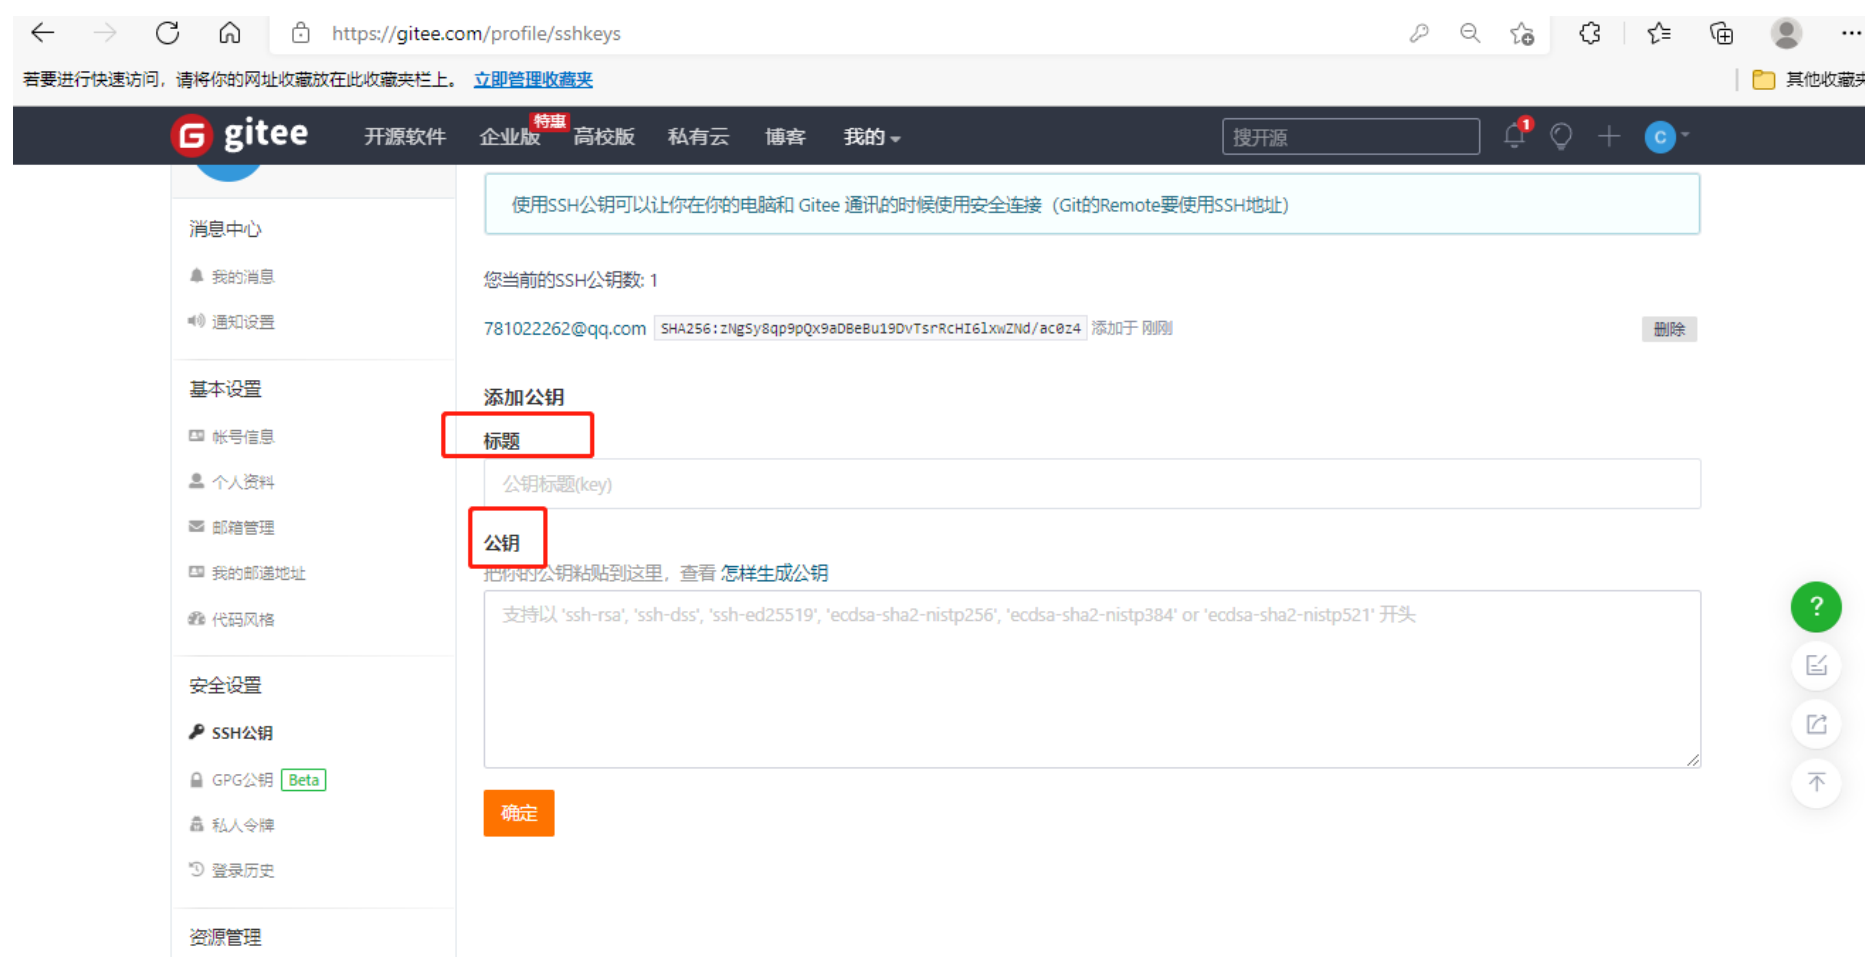 https://gitee.com/profile/sshkeys
若要进行快速访问，请将你的网址收藏放在此收藏夹栏上。 立即管理收藏夹
其他收藏夹
gitee 开源软件 企业版 特惠 高校版 私有云 博客 我的 搜开源 1 C
使用SSH公钥可以让你在你的电脑和 Gitee 通讯的时候使用安全连接（Git的Remote要使用SSH地址）
消息中心
我的消息
通知设置
基本设置
帐号信息
个人资料
邮箱管理
我的邮递地址
代码风格
安全设置
SSH公钥
GPG公钥 Beta
私人令牌
登录历史
资源管理
您当前的SSH公钥数: 1
781022262@qq.com SHA256:zNgSy8qp9pQx9aDBeBu19DvTsrRcHI6lxwZNd/ac0z4 添加于 刚刚 删除
添加公钥
标题
公钥标题(key)
公钥
把你的公钥粘贴到这里，查看 怎样生成公钥
支持以 'ssh-rsa', 'ssh-dss', 'ssh-ed25519', 'ecdsa-sha2-nistp256', 'ecdsa-sha2-nistp384' or 'ecdsa-sha2-nistp521' 开头
确定
?